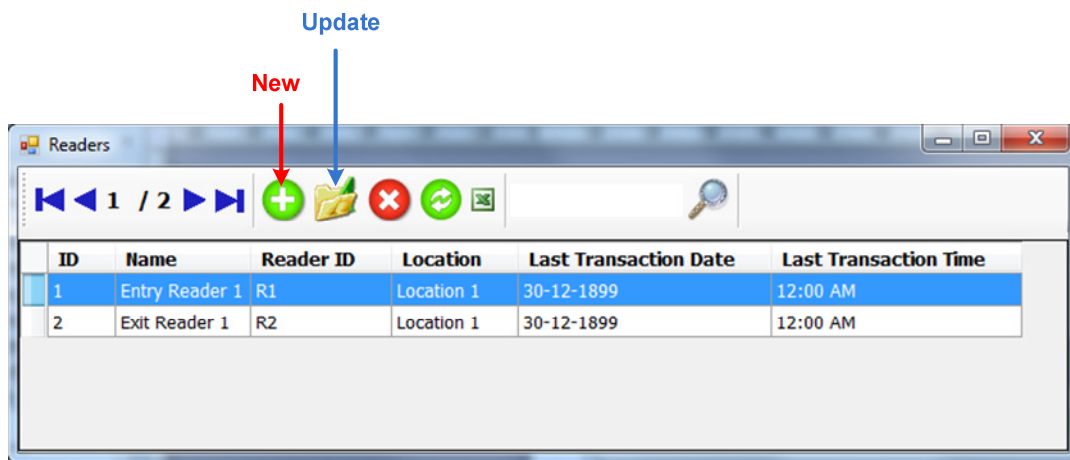 Update
New
Readers
1 / 2
ID Name Reader ID Location Last Transaction Date Last Transaction Time
1 Entry Reader 1 R1 Location 1 30-12-1899 12:00 AM
2 Exit Reader 1 R2 Location 1 30-12-1899 12:00 AM